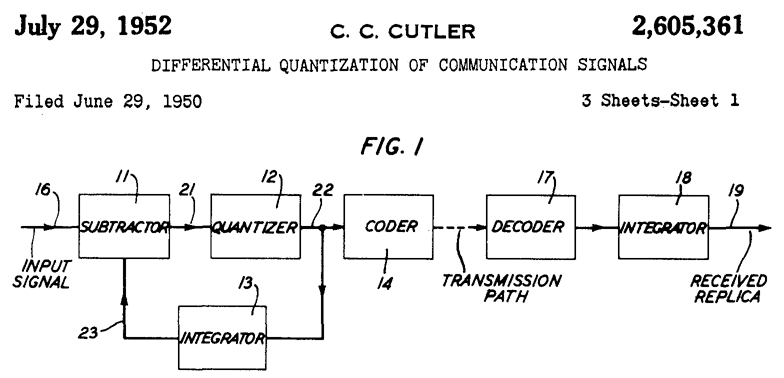 July 29, 1952 C. C. CUTLER 2,605,361
DIFFERENTIAL QUANTIZATION OF COMMUNICATION SIGNALS
Filed June 29, 1950 3 Sheets-Sheet 1
FIG. 1
16 11 21 12 22 17 18 19
SUBTRACTOR QUANTIZER CODER DECODER INTEGRATOR
INPUT
SIGNAL
14
TRANSMISSION
PATH
RECEIVED
REPLICA
13
23
INTEGRATOR